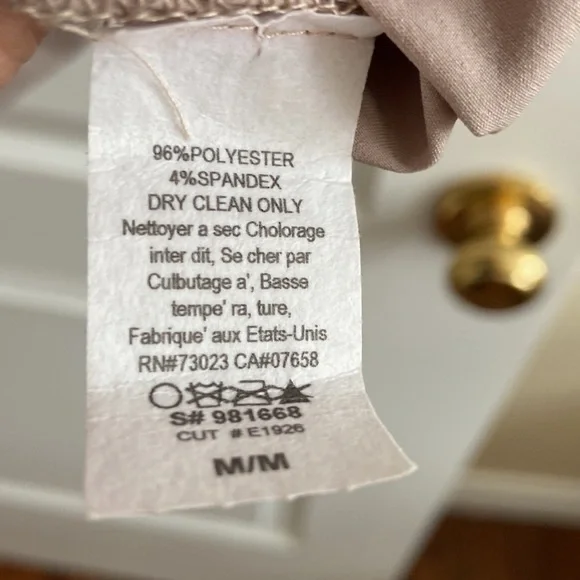 96%POLYESTER
4%SPANDEX
DRY CLEAN ONLY
Nettoyer a sec Cholorage
inter dit, Se cher par
Culbutage a', Basse
tempe' ra, ture,
Fabrique' aux Etats-Unis
RN#73023 CA#07658
S# 981668
CUT # E1926
M/M